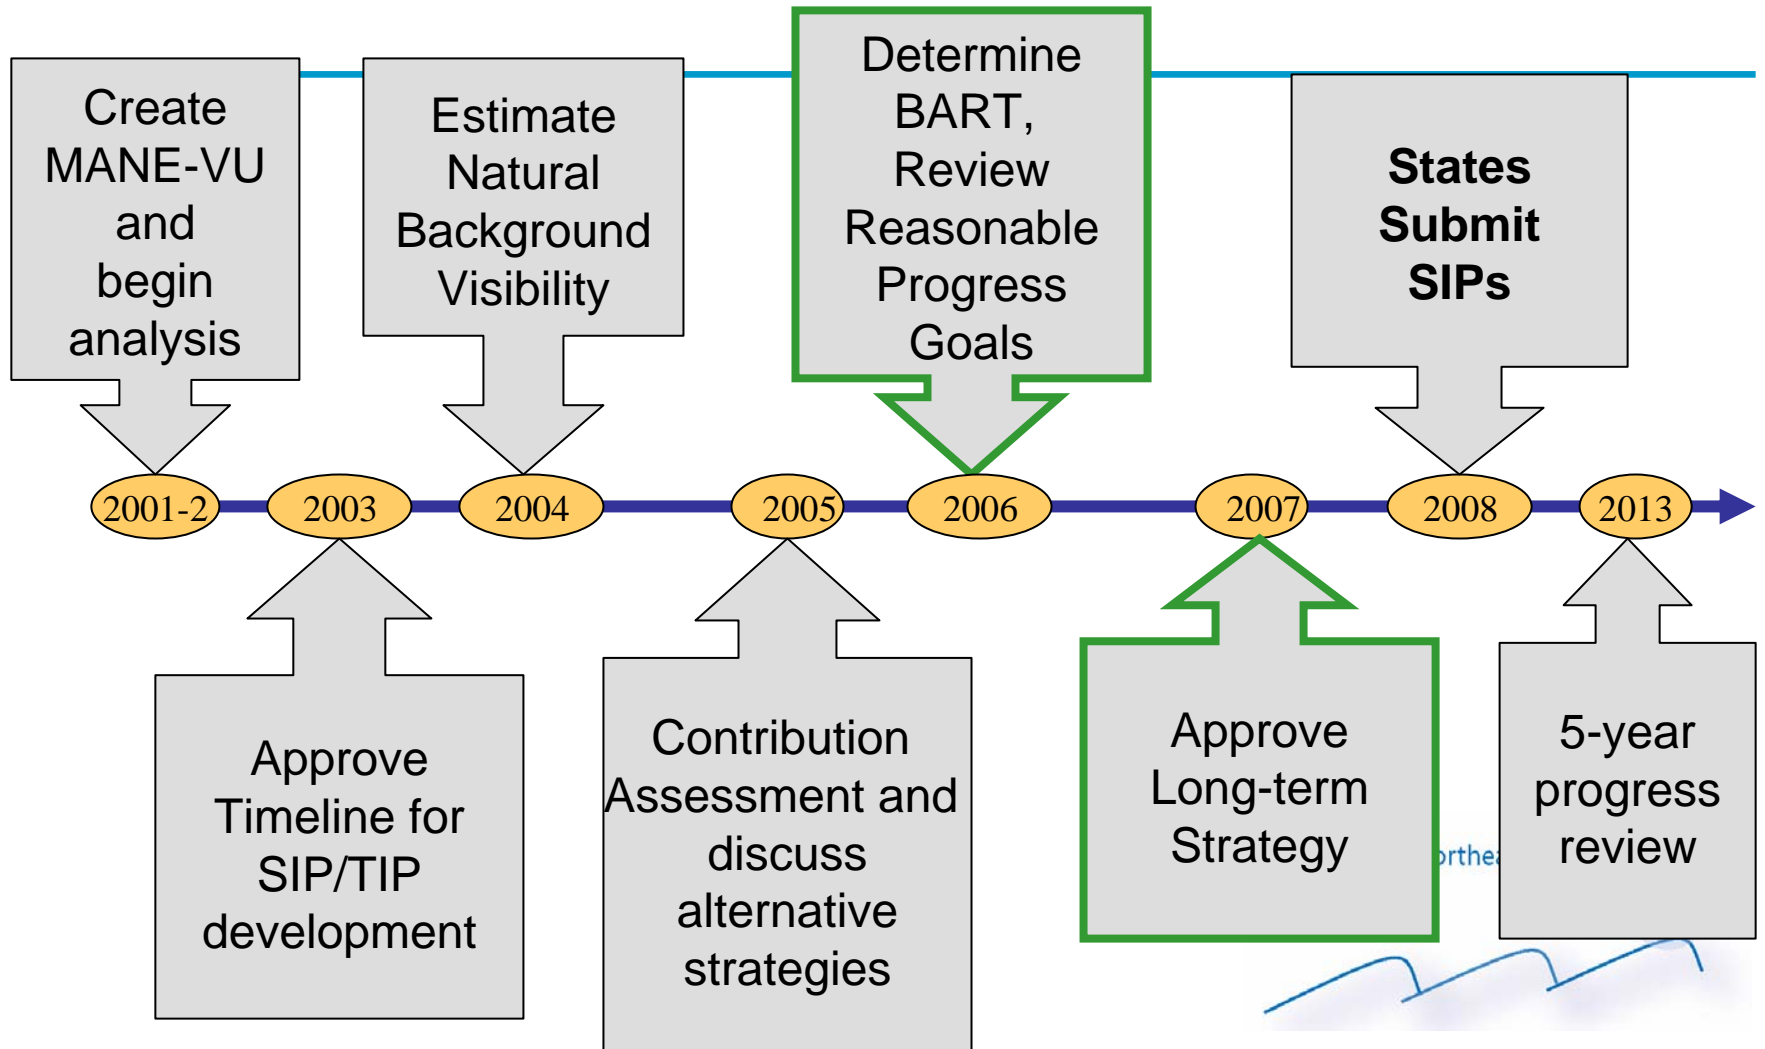 Create
MANE-VU
and
begin
analysis
Estimate
Natural
Background
Visibility
Determine
BART,
Review
Reasonable
Progress
Goals
States
Submit
SIPs
2001-2
2003
2004
2005
2006
2007
2008
2013
Approve
Timeline for
SIP/TIP
development
Contribution
Assessment and
discuss
alternative
strategies
Approve
Long-term
Strategy
5-year
progress
review